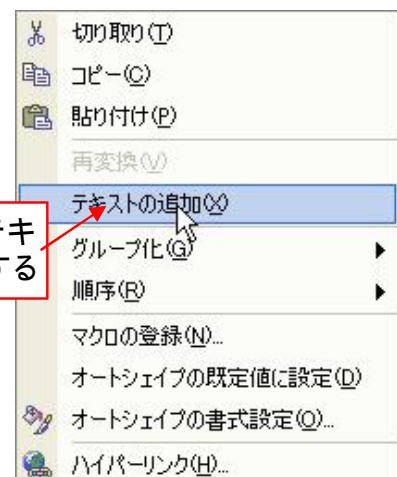 切り取り(T)
コピー(C)
貼り付け(P)
再変換(V)
テキストの追加(X)
テキ
する
グループ化(G)
順序(R)
マクロの登録(N)...
オートシェイプの既定値に設定(D)
オートシェイプの書式設定(O)...
ハイパーリンク(H)...